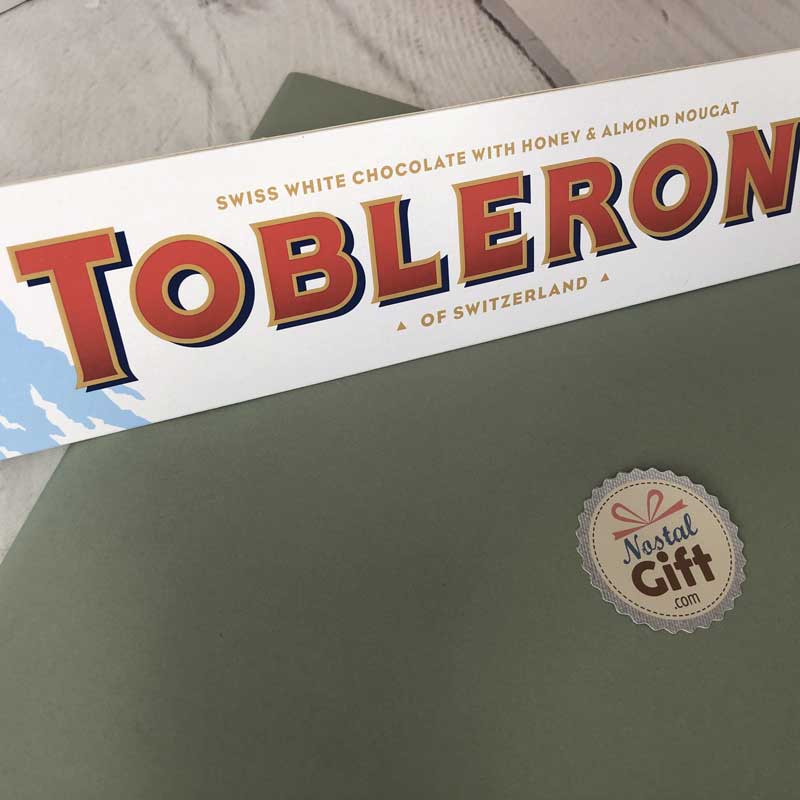 SWISS WHITE CHOCOLATE WITH HONEY & ALMOND NOUGAT
TOBLERON
▲ OF SWITZERLAND ▲
Nostal
Gift
.com